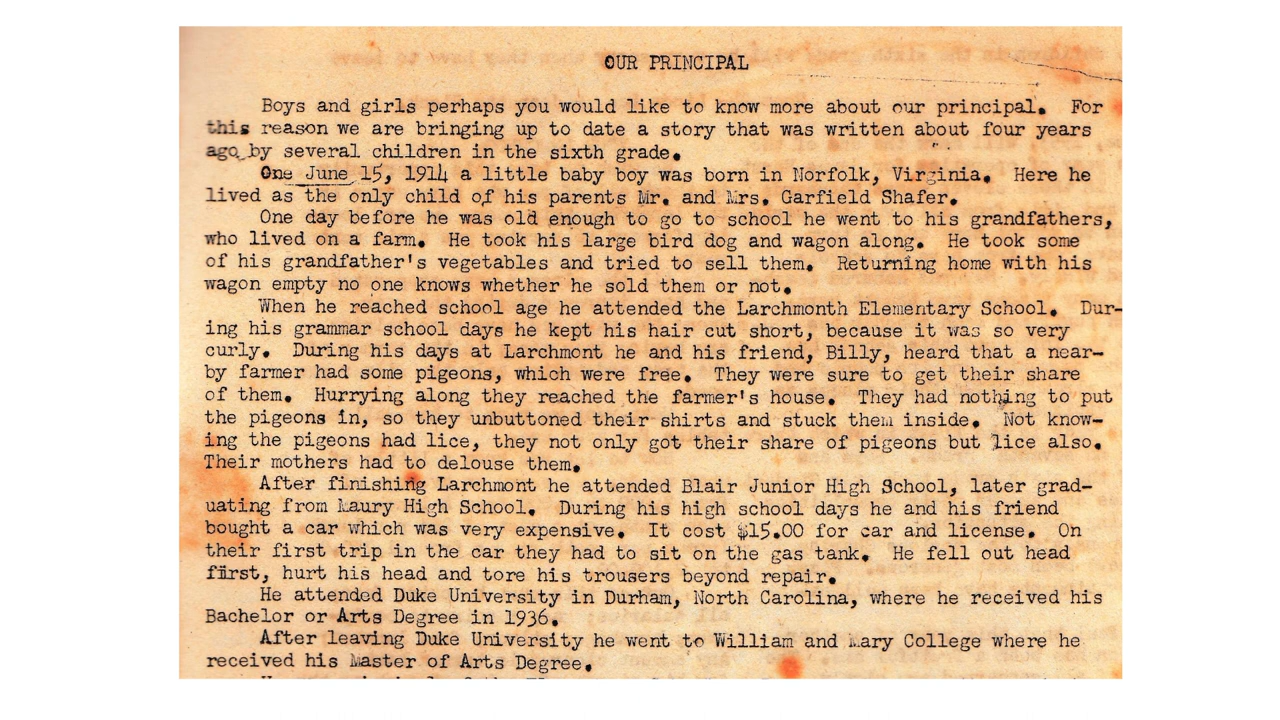 OUR PRINCIPAL
Boys and girls perhaps you would like to know more about our principal. For
this reason we are bringing up to date a story that was written about four years
ago by several children in the sixth grade.
One June 15, 1914 a little baby boy was born in Norfolk, Virginia. Here he
lived as the only child of his parents Mr. and Mrs. Garfield Shafer.
One day before he was old enough to go to school he went to his grandfathers,
who lived on a farm. He took his large bird dog and wagon along. He took some
of his grandfather's vegetables and tried to sell them. Returning home with his
wagon empty no one knows whether he sold them or not.
When he reached school age he attended the Larchmonth Elementary School. Dur-
ing his grammar school days he kept his hair cut short, because it was so very
curly. During his days at Larchmont he and his friend, Billy, heard that a near-
by farmer had some pigeons, which were free. They were sure to get their share
of them. Hurrying along they reached the farmer's house. They had nothing to put
the pigeons in, so they unbuttoned their shirts and stuck them inside. Not know-
ing the pigeons had lice, they not only got their share of pigeons but lice also.
Their mothers had to delouse them.
After finishing Larchmont he attended Blair Junior High School, later grad-
uating from Maury High School. During his high school days he and his friend
bought a car which was very expensive. It cost $15.00 for car and license. On
their first trip in the car they had to sit on the gas tank. He fell out head
first, hurt his head and tore his trousers beyond repair.
He attended Duke University in Durham, North Carolina, where he received his
Bachelor or Arts Degree in 1936.
After leaving Duke University he went to William and Mary College where he
received his Master of Arts Degree.